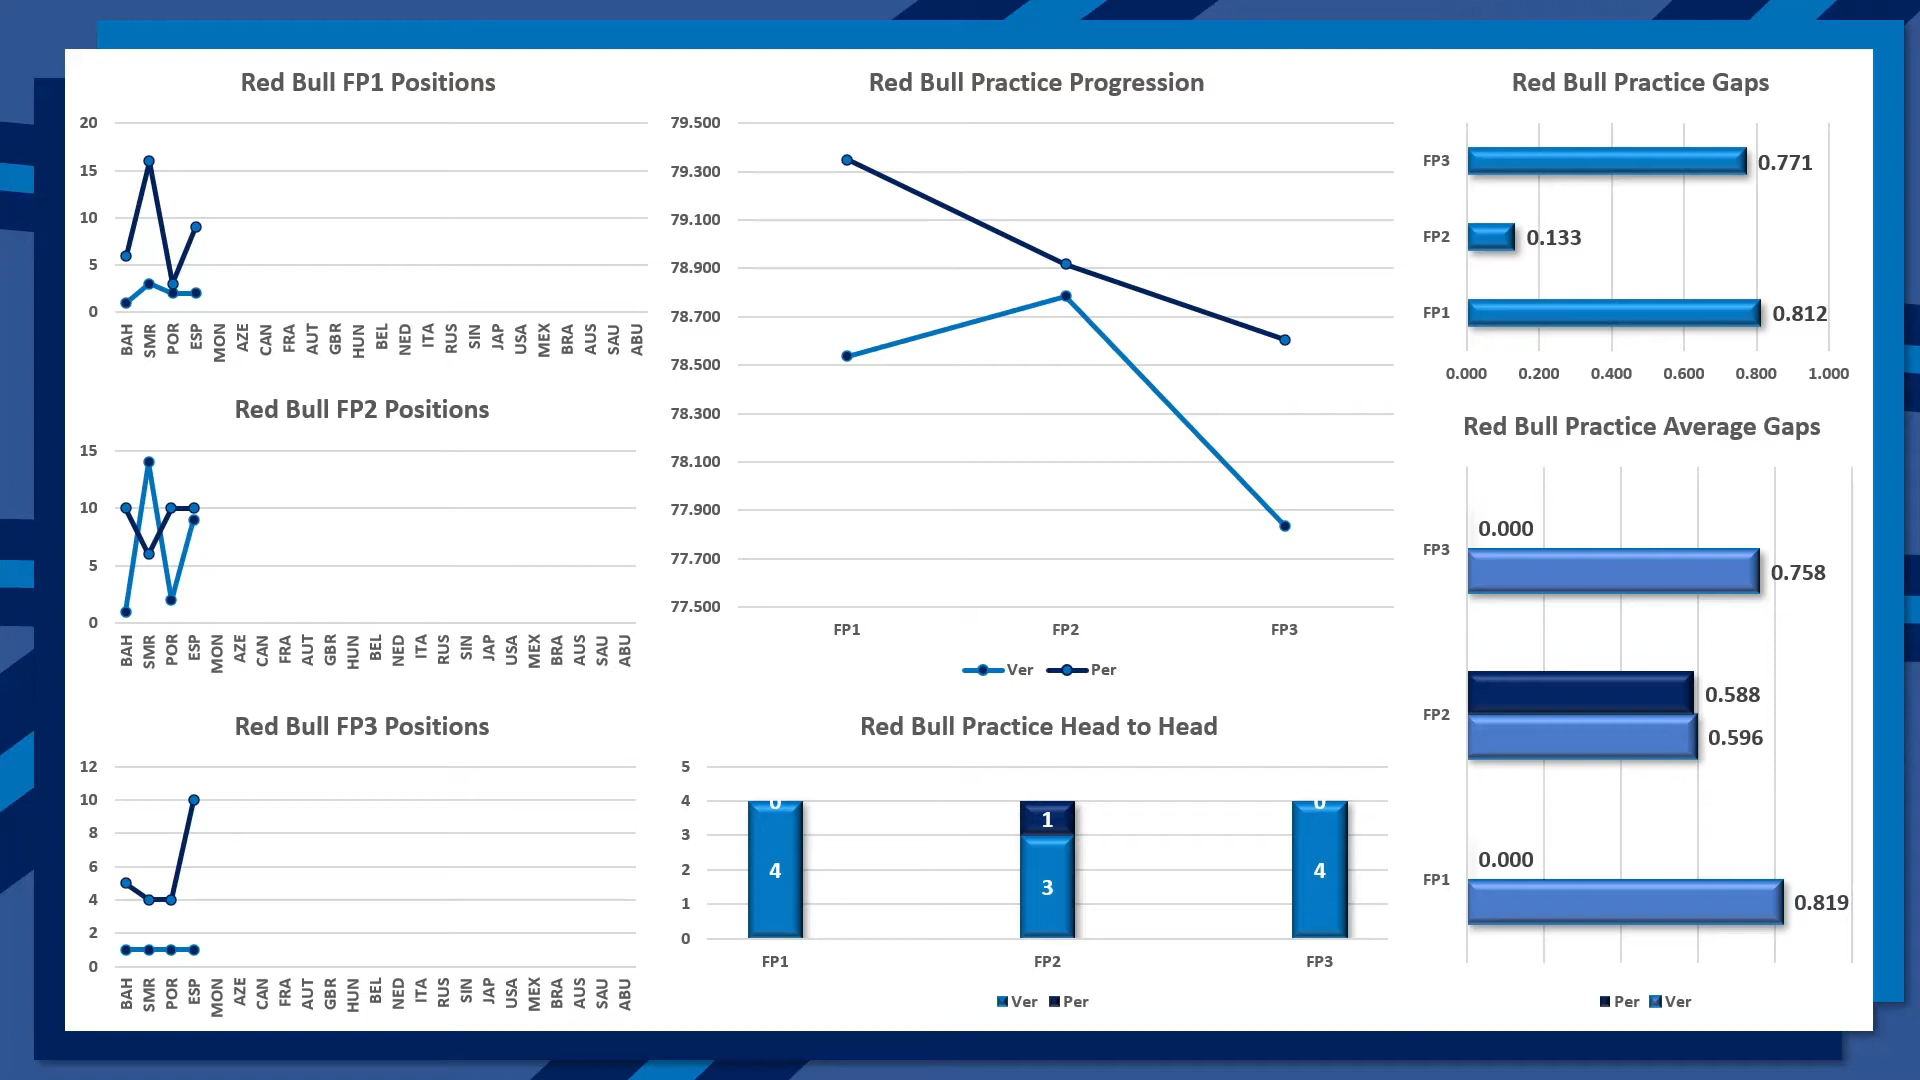 Red Bull FP1 Positions
20
15
10
5
0
BAH SMR POR ESP MON AZE CAN FRA AUT GBR HUN BEL NED ITA RUS SIN JAP USA MEX BRA AUS SAU ABU
Red Bull FP2 Positions
15
10
5
0
BAH SMR POR ESP MON AZE CAN FRA AUT GBR HUN BEL NED ITA RUS SIN JAP USA MEX BRA AUS SAU ABU
Red Bull FP3 Positions
12
10
8
6
4
2
0
BAH SMR POR ESP MON AZE CAN FRA AUT GBR HUN BEL NED ITA RUS SIN JAP USA MEX BRA AUS SAU ABU
Red Bull Practice Progression
79.500
79.300
79.100
78.900
78.700
78.500
78.300
78.100
77.900
77.700
77.500
FP1 FP2 FP3
Ver Per
Red Bull Practice Head to Head
5
4
3
2
1
0
0 1 0
4 3 4
FP1 FP2 FP3
Ver Per
Red Bull Practice Gaps
FP3 0.771
FP2 0.133
FP1 0.812
0.000 0.200 0.400 0.600 0.800 1.000
Red Bull Practice Average Gaps
0.000
FP3
0.758
0.588
FP2
0.596
0.000
FP1
0.819
Per Ver